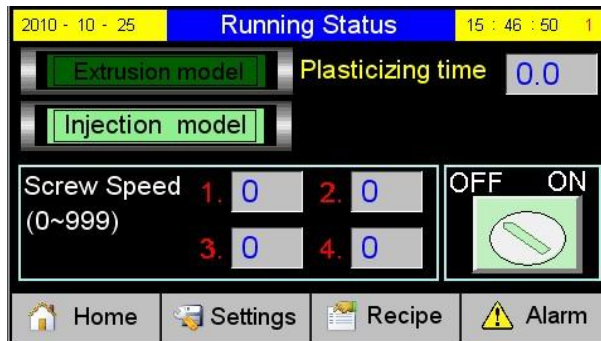 2010 - 10 - 25 Running Status 15 : 46 : 50 1
Extrusion model Plasticizing time 0.0
Injection model
Screw Speed 1. 0 2. 0 OFF ON
(0~999)
3. 0 4. 0
Home Settings Recipe Alarm